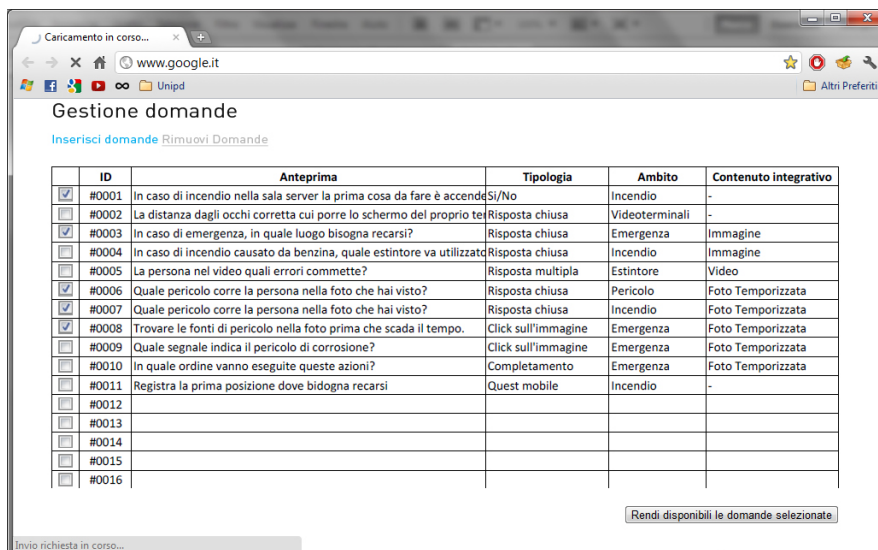 Caricamento in corso...
www.google.it
Unipd
Altri Preferiti
Gestione domande
Inserisci domande Rimuovi Domande
ID Anteprima Tipologia Ambito Contenuto integrativo
#0001 In caso di incendio nella sala server la prima cosa da fare è accende Si/No Incendio -
#0002 La distanza dagli occhi corretta cui porre lo schermo del proprio ter Risposta chiusa Videoterminali -
#0003 In caso di emergenza, in quale luogo bisogna recarsi? Risposta chiusa Emergenza Immagine
#0004 In caso di incendio causato da benzina, quale estintore va utilizzato Risposta chiusa Incendio Immagine
#0005 La persona nel video quali errori commette? Risposta multipla Estintore Video
#0006 Quale pericolo corre la persona nella foto che hai visto? Risposta chiusa Pericolo Foto Temporizzata
#0007 Quale pericolo corre la persona nella foto che hai visto? Risposta chiusa Incendio Foto Temporizzata
#0008 Trovare le fonti di pericolo nella foto prima che scada il tempo. Click sull'immagine Emergenza Foto Temporizzata
#0009 Quale segnale indica il pericolo di corrosione? Click sull'immagine Emergenza Foto Temporizzata
#0010 In quale ordine vanno eseguite queste azioni? Completamento Emergenza Foto Temporizzata
#0011 Registra la prima posizione dove bidogna recarsi Quest mobile Incendio -
#0012
#0013
#0014
#0015
#0016
Rendi disponibili le domande selezionate
Invio richiesta in corso...